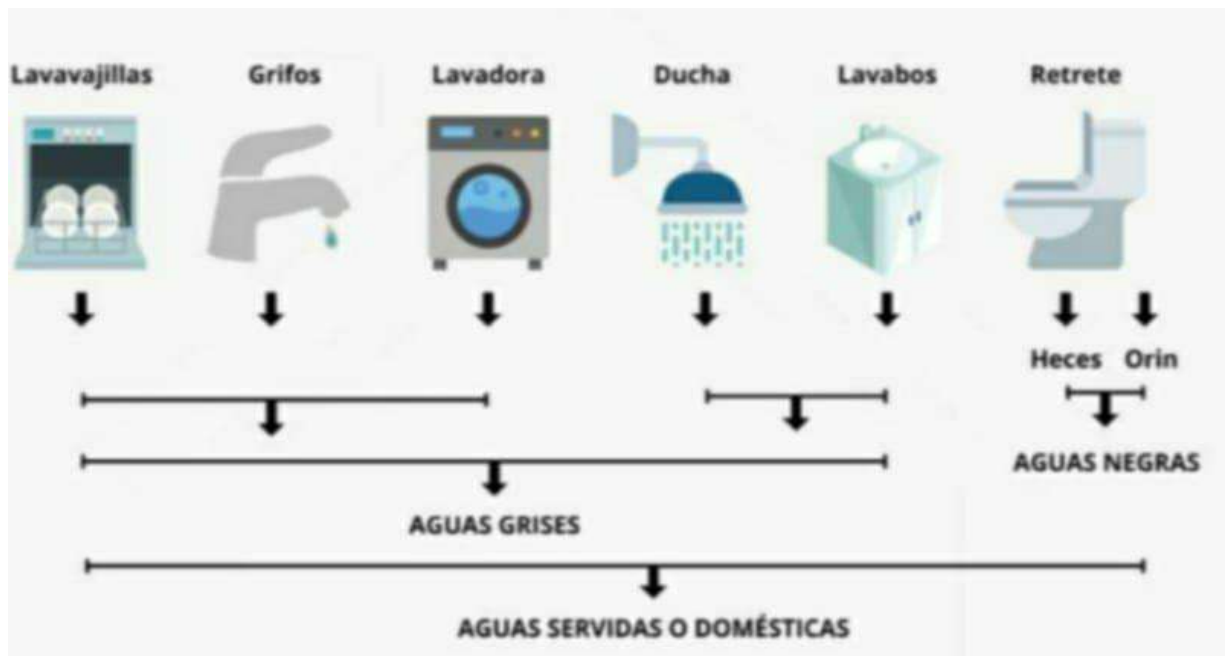 Lavavajillas Grifos Lavadora Ducha Lavabos Retrete
Heces Orin
AGUAS NEGRAS
AGUAS GRISES
AGUAS SERVIDAS O DOMÉSTICAS